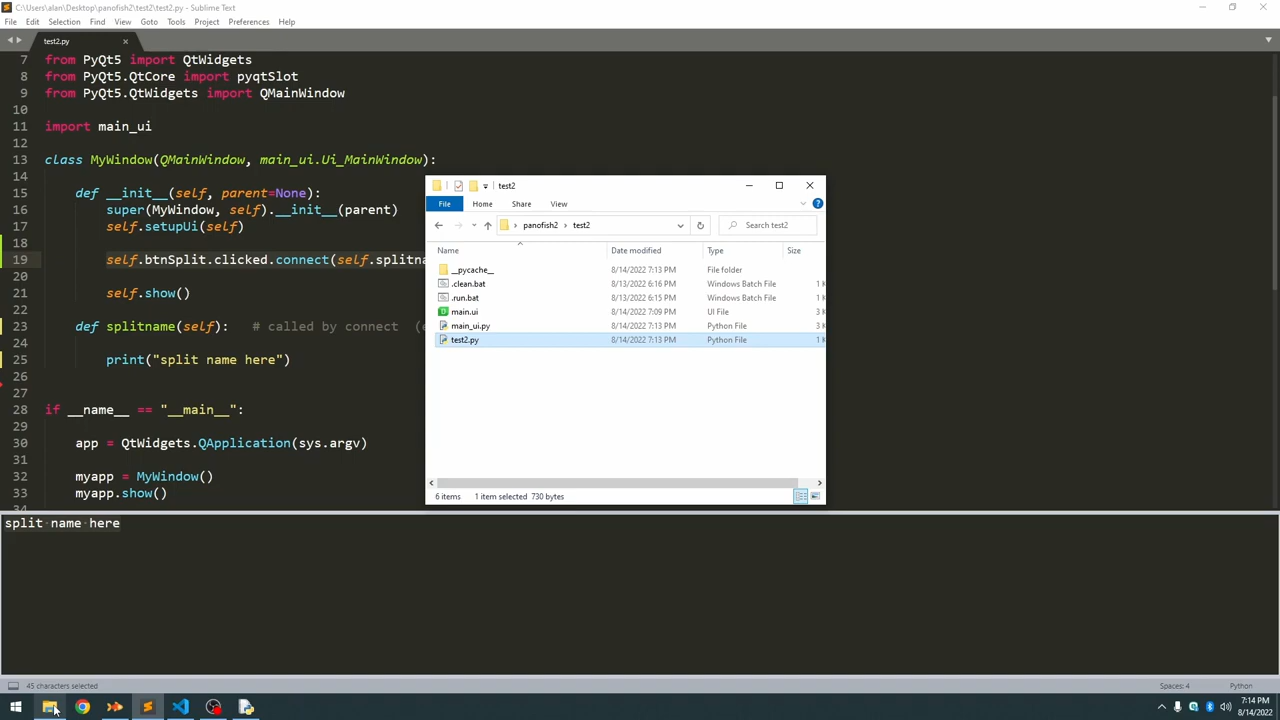 C:\Users\alan\Desktop\panofish2\test2\test2.py - Sublime Text
File Edit Selection Find View Goto Tools Project Preferences Help
test2.py
7 from PyQt5 import QtWidgets
8 from PyQt5.QtCore import pyqtSlot
9 from PyQt5.QtWidgets import QMainWindow
10
11 import main_ui
12
13 class MyWindow(QMainWindow, main_ui.Ui_MainWindow):
14
15 def __init__(self, parent=None):
16 super(MyWindow, self).__init__(parent)
17 self.setupUi(self)
18
19 self.btnSplit.clicked.connect(self.splitna
20
21 self.show()
22
23 def splitname(self): # called by connect (e
24
25 print("split name here")
26
27
28 if __name__ == "__main__":
29
30 app = QtWidgets.QApplication(sys.argv)
31
32 myapp = MyWindow()
33 myapp.show()
34
test2
File Home Share View
panofish2 test2 Search test2
Name Date modified Type Size
__pycache__ 8/14/2022 7:13 PM File folder
.clean.bat 8/13/2022 6:16 PM Windows Batch File 1 K
.run.bat 8/13/2022 6:15 PM Windows Batch File 1 K
main.ui 8/14/2022 7:09 PM UI File 3 K
main_ui.py 8/14/2022 7:13 PM Python File 3 K
test2.py 8/14/2022 7:13 PM Python File 1 K
6 items 1 item selected 730 bytes
split name here
45 characters selected Spaces: 4 Python
7:14 PM
8/14/2022